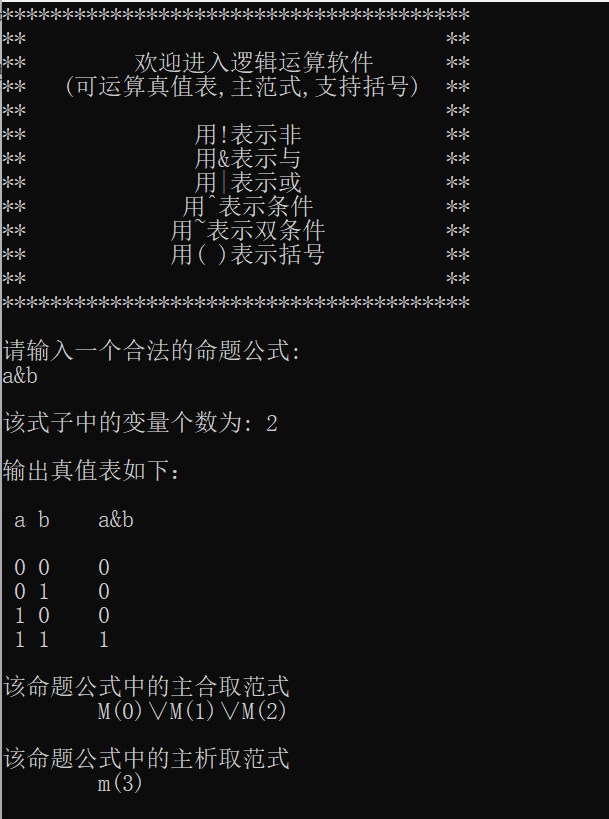 ***************************************
** **
** 欢迎进入逻辑运算软件 **
** (可运算真值表,主范式,支持括号) **
** **
** 用!表示非 **
** 用&表示与 **
** 用|表示或 **
** 用^表示条件 **
** 用~表示双条件 **
** 用( )表示括号 **
** **
***************************************
请输入一个合法的命题公式:
a&b
该式子中的变量个数为: 2
输出真值表如下:
a b a&b
0 0 0
0 1 0
1 0 0
1 1 1
该命题公式中的主合取范式
M(0)∨M(1)∨M(2)
该命题公式中的主析取范式
m(3)